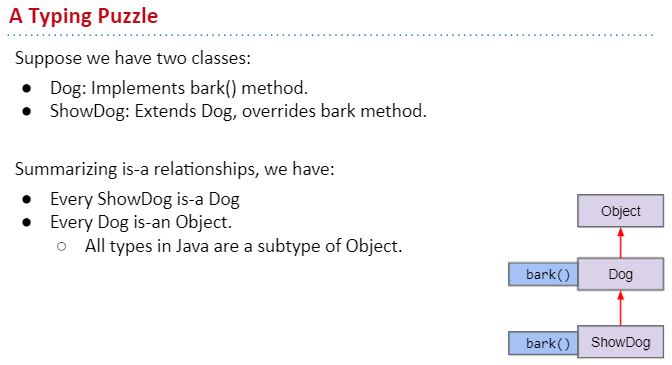 A Typing Puzzle
Suppose we have two classes:
● Dog: Implements bark() method.
● ShowDog: Extends Dog, overrides bark method.
Summarizing is-a relationships, we have:
● Every ShowDog is-a Dog
● Every Dog is-an Object.
○ All types in Java are a subtype of Object.
Object
bark() Dog
bark() ShowDog